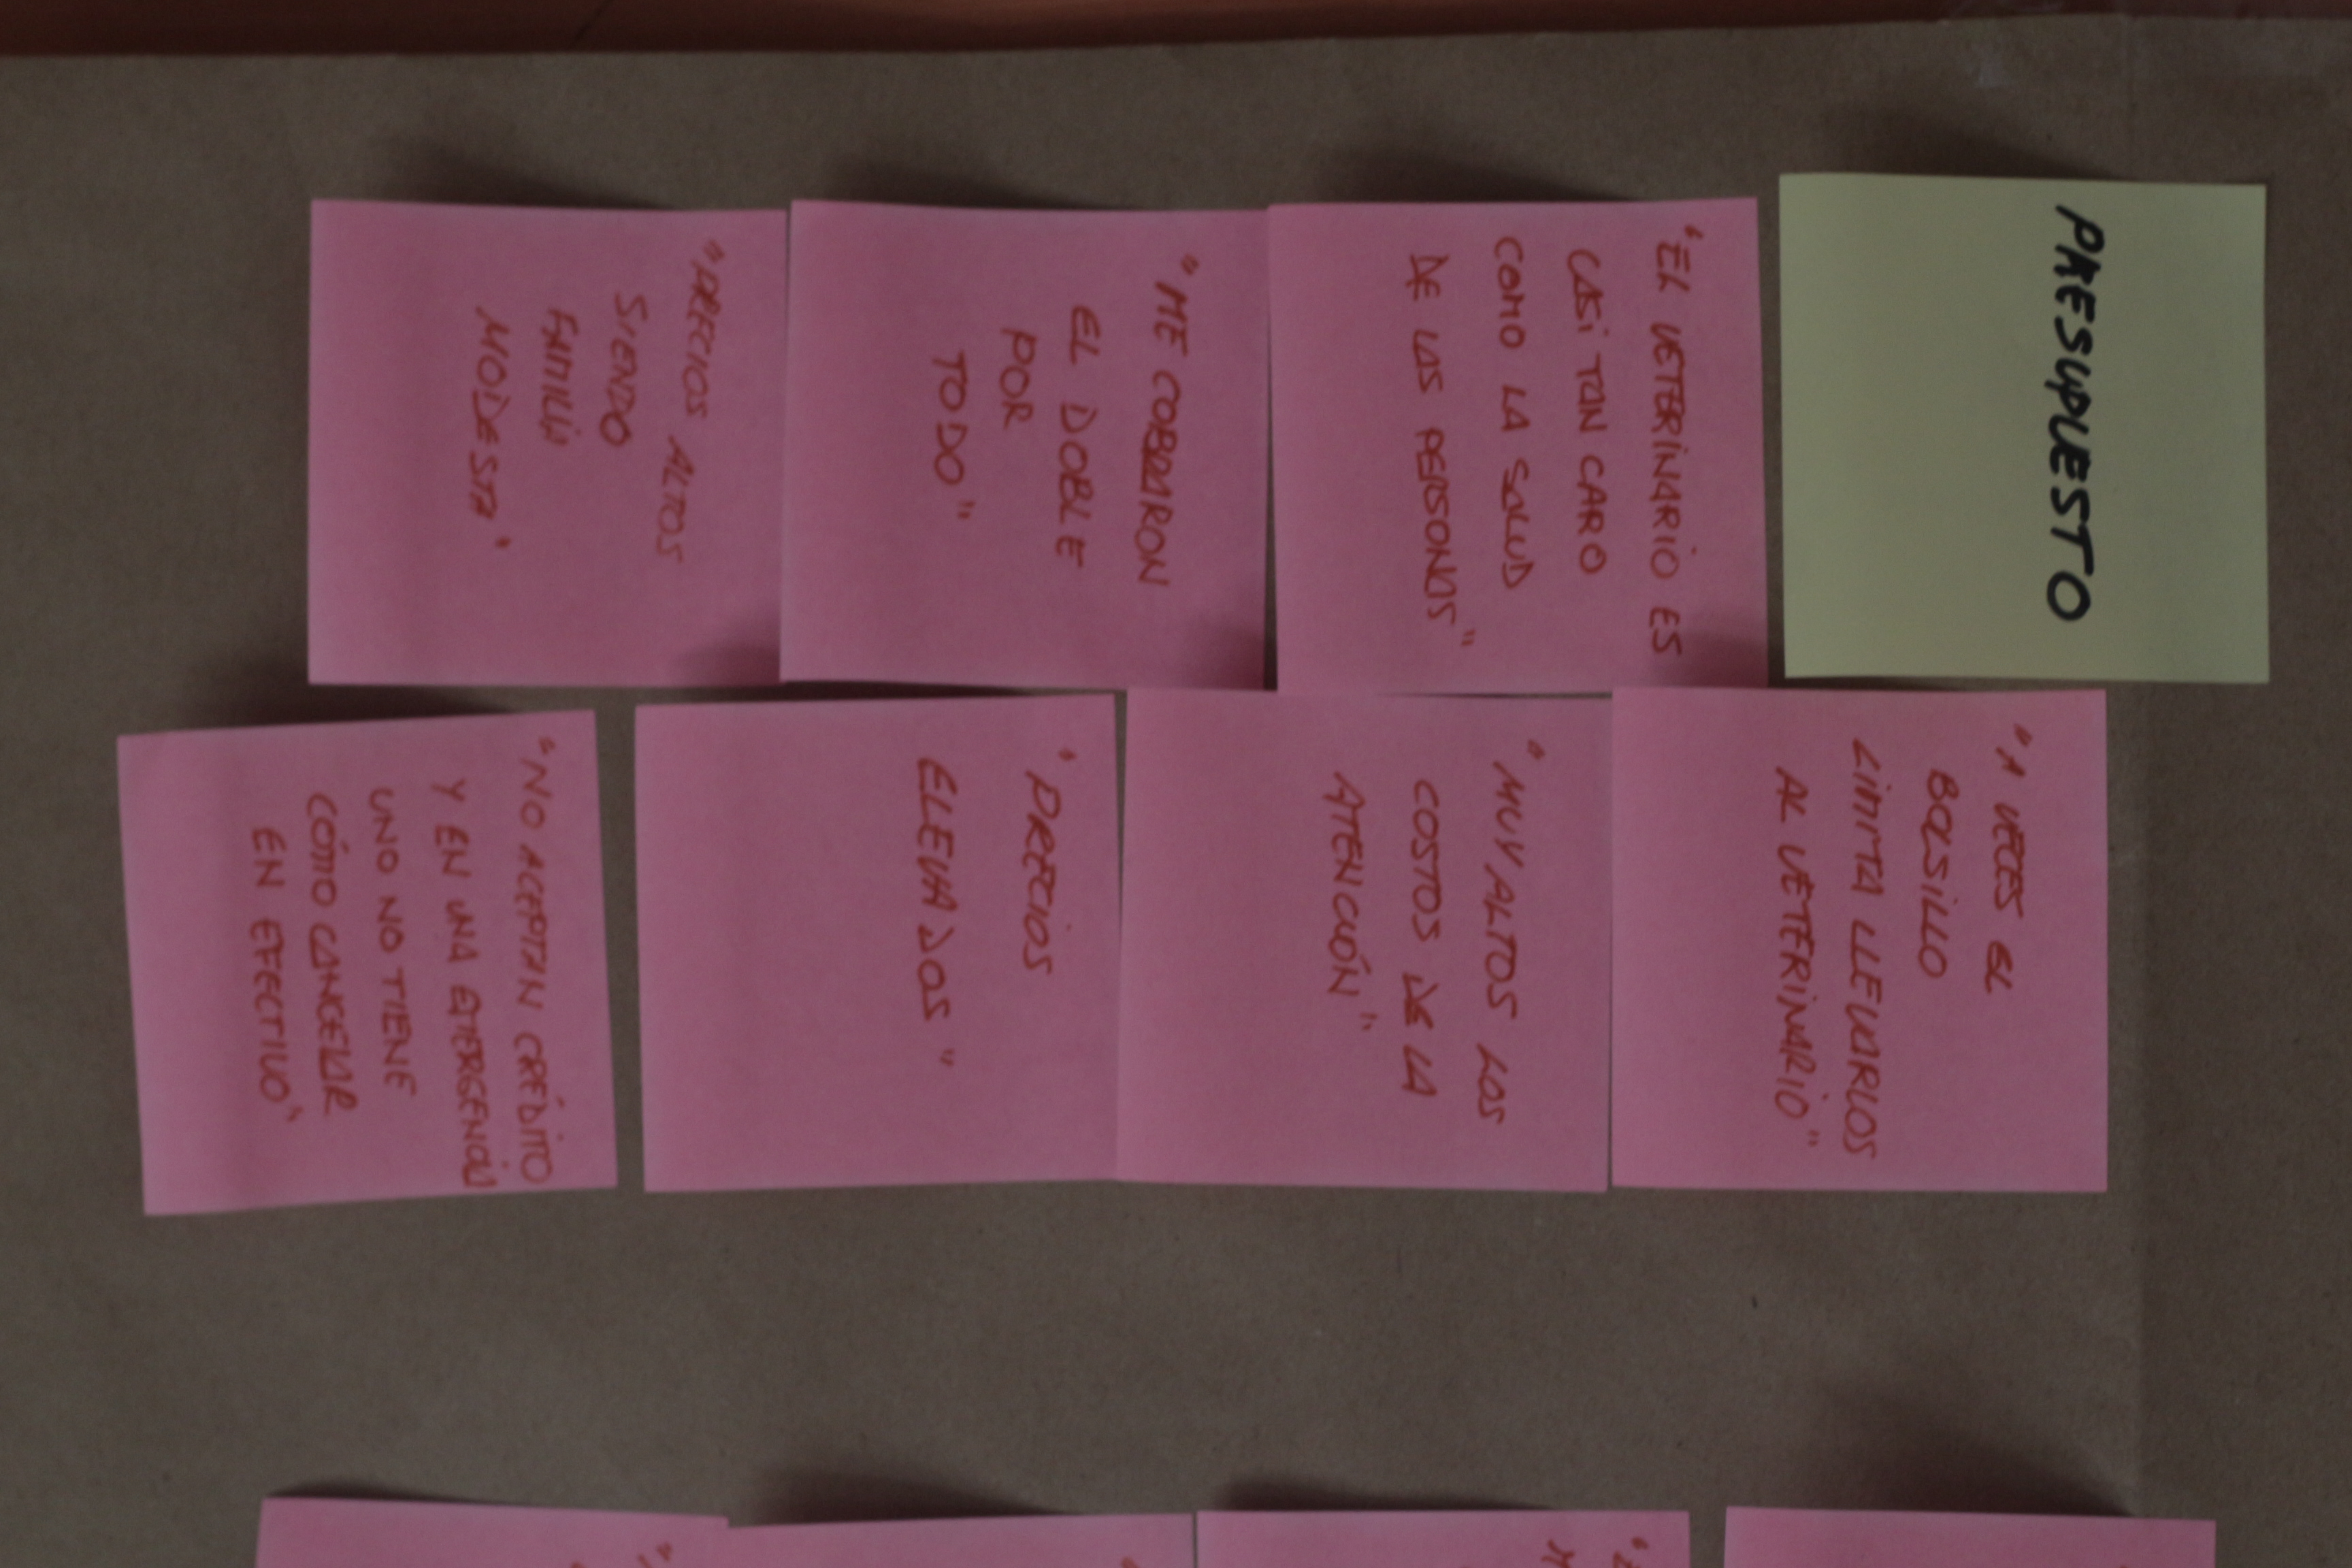 PRESUPUESTO
"EL VETERINARIO ES
CASI TAN CARO
COMO LA SALUD
DE LAS PERSONAS"
"ME COBRARON
EL DOBLE
POR
TODO"
"PRECIOS ALTOS
SIENDO
FAMILIA
MODESTA"
"A VECES EL
BOLSILLO
LIMITA LLEVARLOS
AL VETERINARIO"
"MUY ALTOS LOS
COSTOS DE LA
ATENCIÓN"
"PRECIOS
ELEVADOS"
"NO ACEPTAN CRÉDITO
Y EN UNA EMERGENCIA
UNO NO TIENE
CÓMO CANCELAR
EN EFECTIVO"